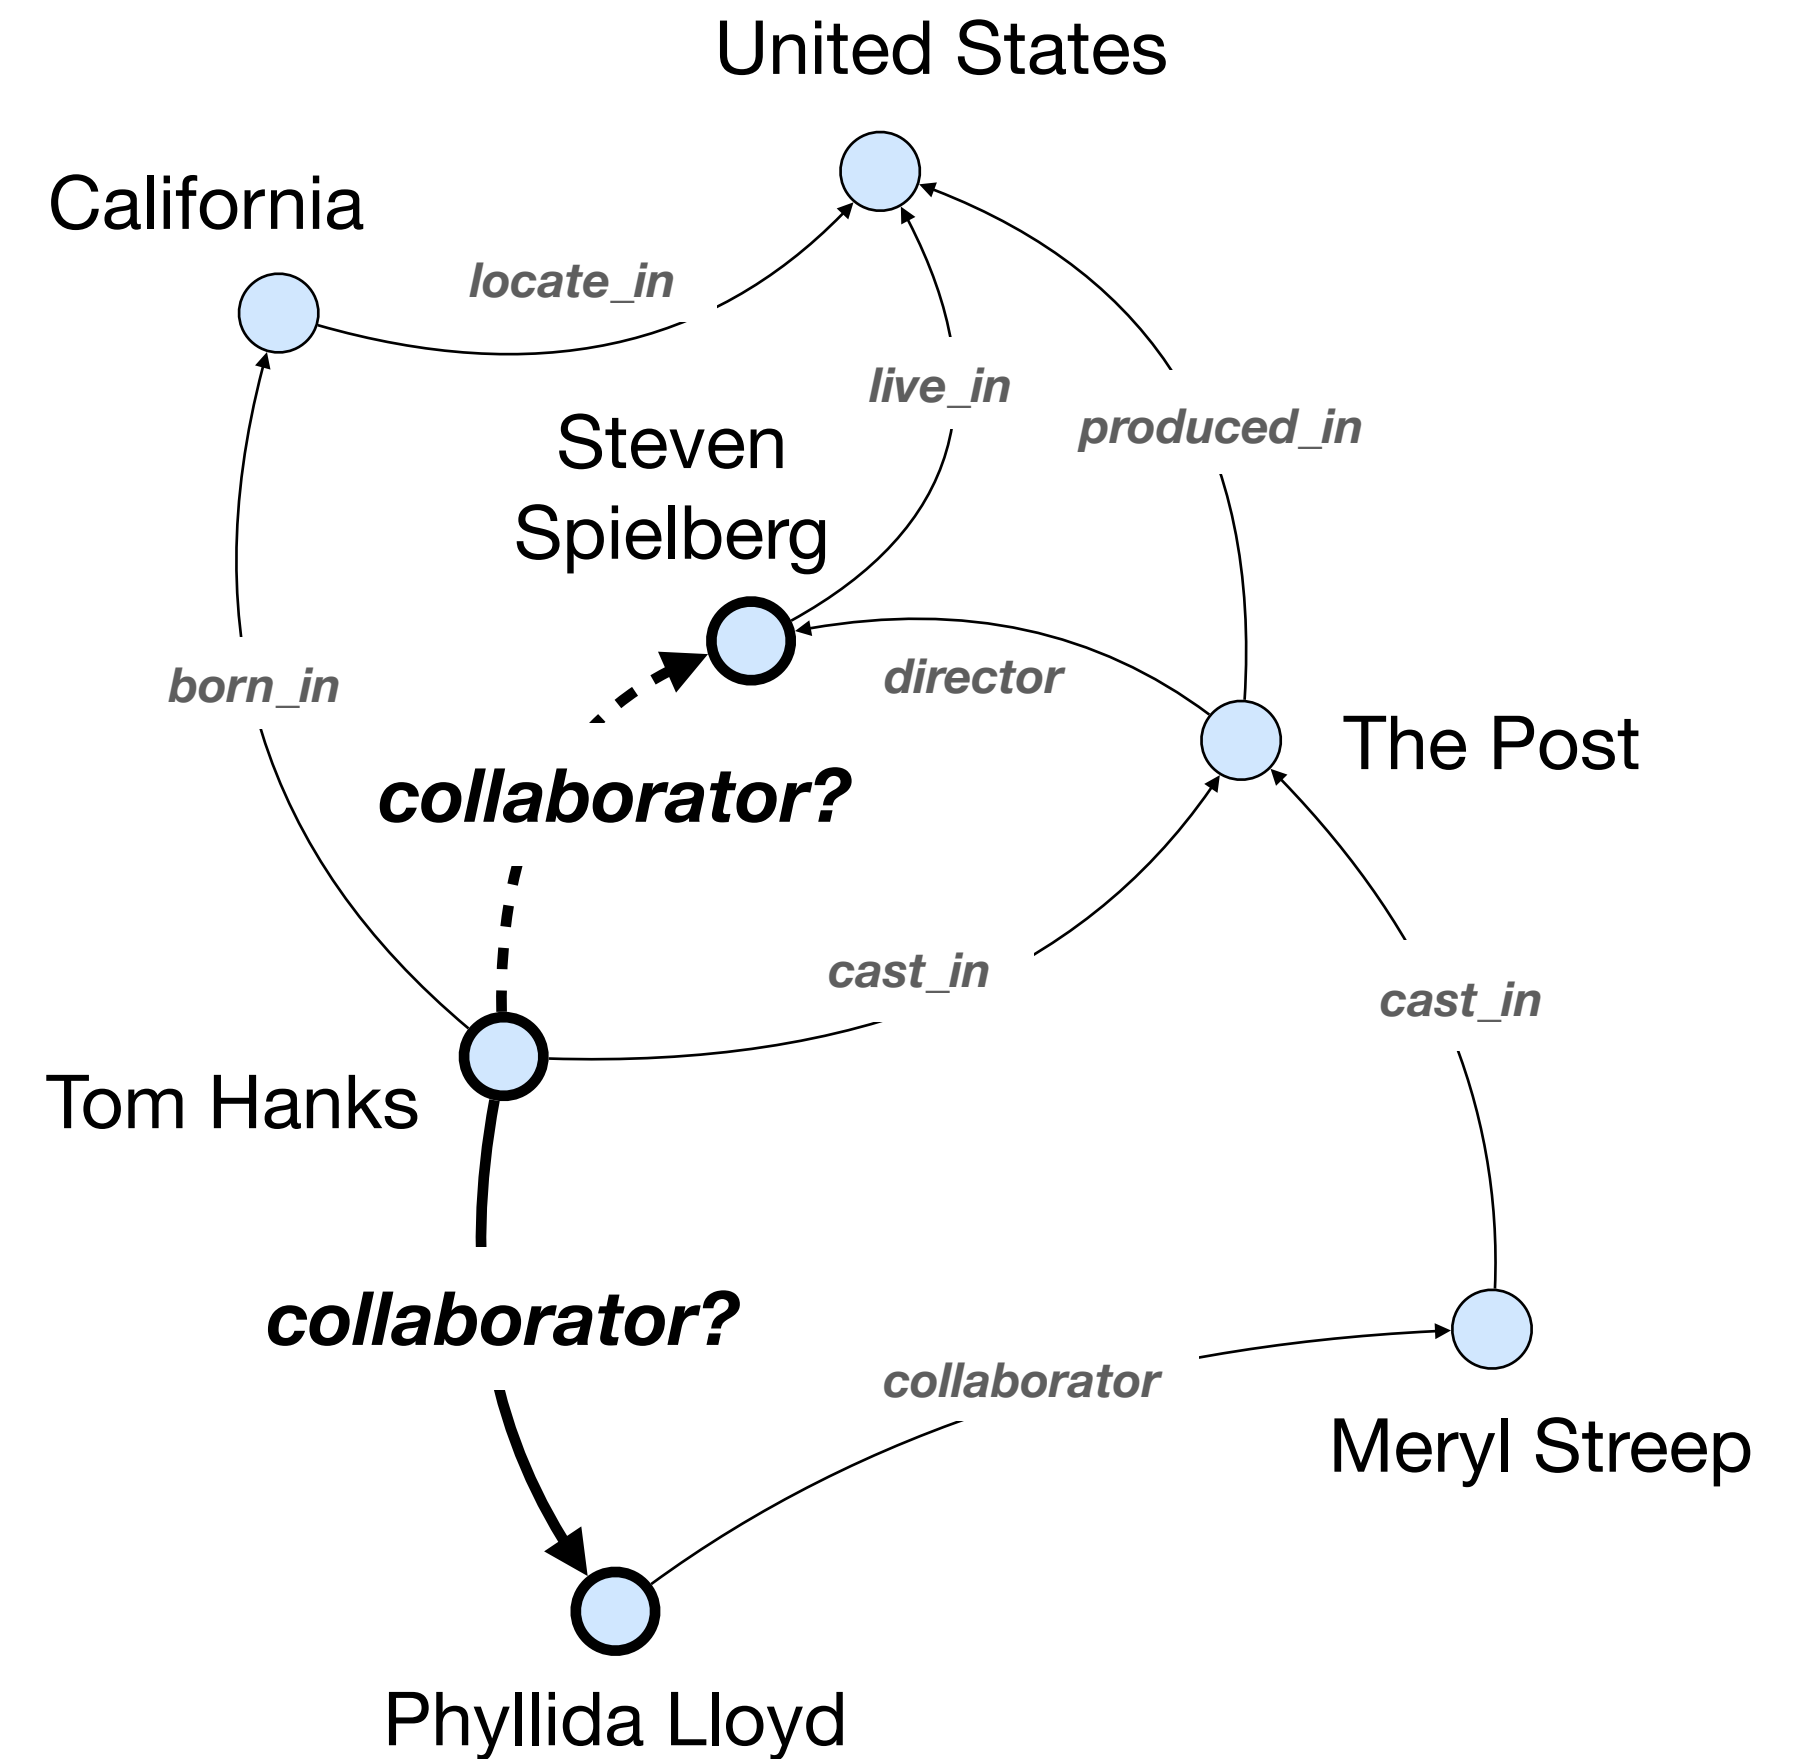 United States
California
locate_in
live_in
produced_in
Steven
Spielberg
born_in
director
The Post
collaborator?
cast_in
cast_in
Tom Hanks
collaborator?
collaborator
Meryl Streep
Phyllida Lloyd